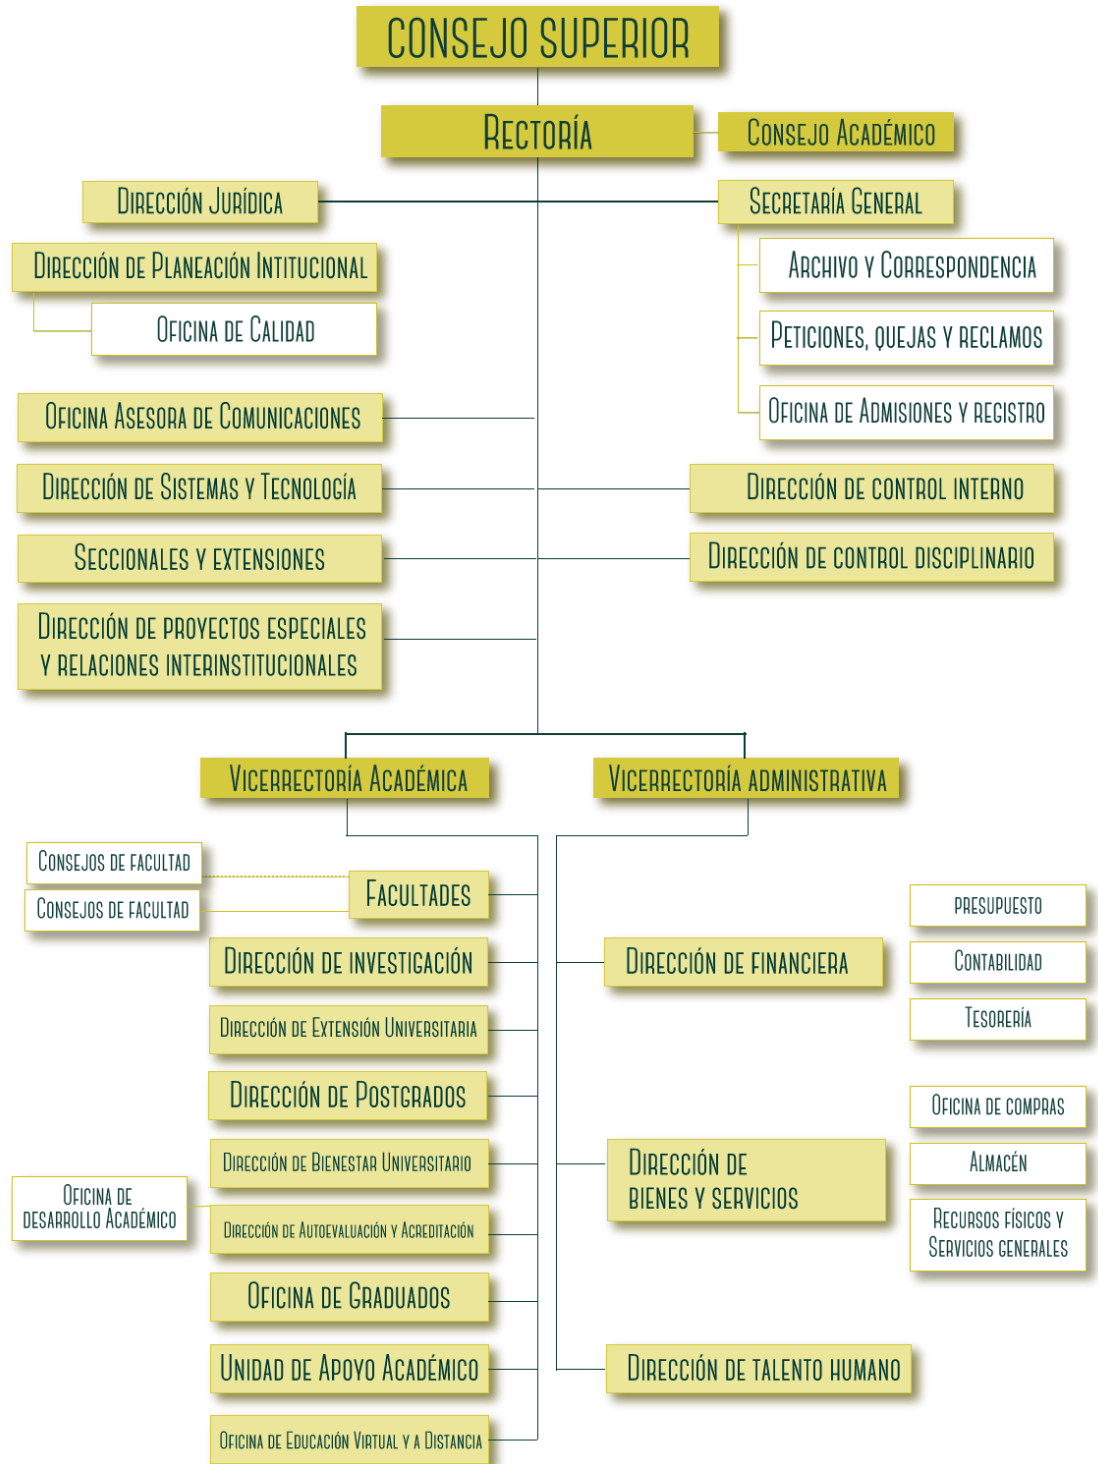 CONSEJO SUPERIOR
RECTORÍA
CONSEJO ACADÉMICO
DIRECCIÓN JURÍDICA
SECRETARÍA GENERAL
DIRECCIÓN DE PLANEACIÓN INTITUCIONAL
ARCHIVO Y CORRESPONDENCIA
OFICINA DE CALIDAD
PETICIONES, QUEJAS Y RECLAMOS
OFICINA DE ADMISIONES Y REGISTRO
OFICINA ASESORA DE COMUNICACIONES
DIRECCIÓN DE SISTEMAS Y TECNOLOGÍA
DIRECCIÓN DE CONTROL INTERNO
SECCIONALES Y EXTENSIONES
DIRECCIÓN DE CONTROL DISCIPLINARIO
DIRECCIÓN DE PROYECTOS ESPECIALES
Y RELACIONES INTERINSTITUCIONALES
VICERRECTORÍA ACADÉMICA
VICERRECTORÍA ADMINISTRATIVA
CONSEJOS DE FACULTAD
CONSEJOS DE FACULTAD
FACULTADES
DIRECCIÓN DE INVESTIGACIÓN
DIRECCIÓN DE EXTENSIÓN UNIVERSITARIA
DIRECCIÓN DE POSTGRADOS
DIRECCIÓN DE BIENESTAR UNIVERSITARIO
OFICINA DE
DESARROLLO ACADÉMICO
DIRECCIÓN DE AUTOEVALUACIÓN Y ACREDITACIÓN
OFICINA DE GRADUADOS
UNIDAD DE APOYO ACADÉMICO
OFICINA DE EDUCACIÓN VIRTUAL Y A DISTANCIA
DIRECCIÓN DE FINANCIERA
PRESUPUESTO
CONTABILIDAD
TESORERÍA
DIRECCIÓN DE
BIENES Y SERVICIOS
OFICINA DE COMPRAS
ALMACÉN
RECURSOS FÍSICOS Y
SERVICIOS GENERALES
DIRECCIÓN DE TALENTO HUMANO